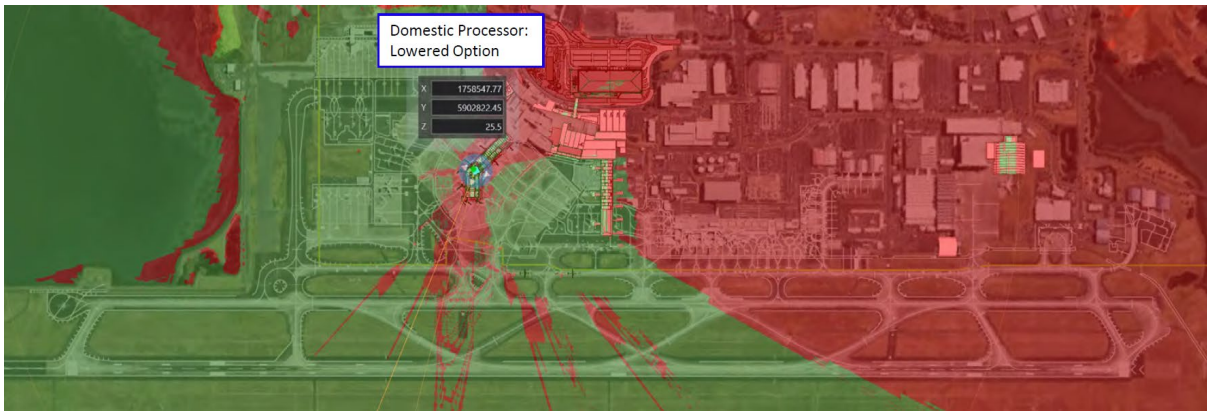 Domestic Processor:
Lowered Option
X 1758547.77
Y 5902822.45
Z 25.5